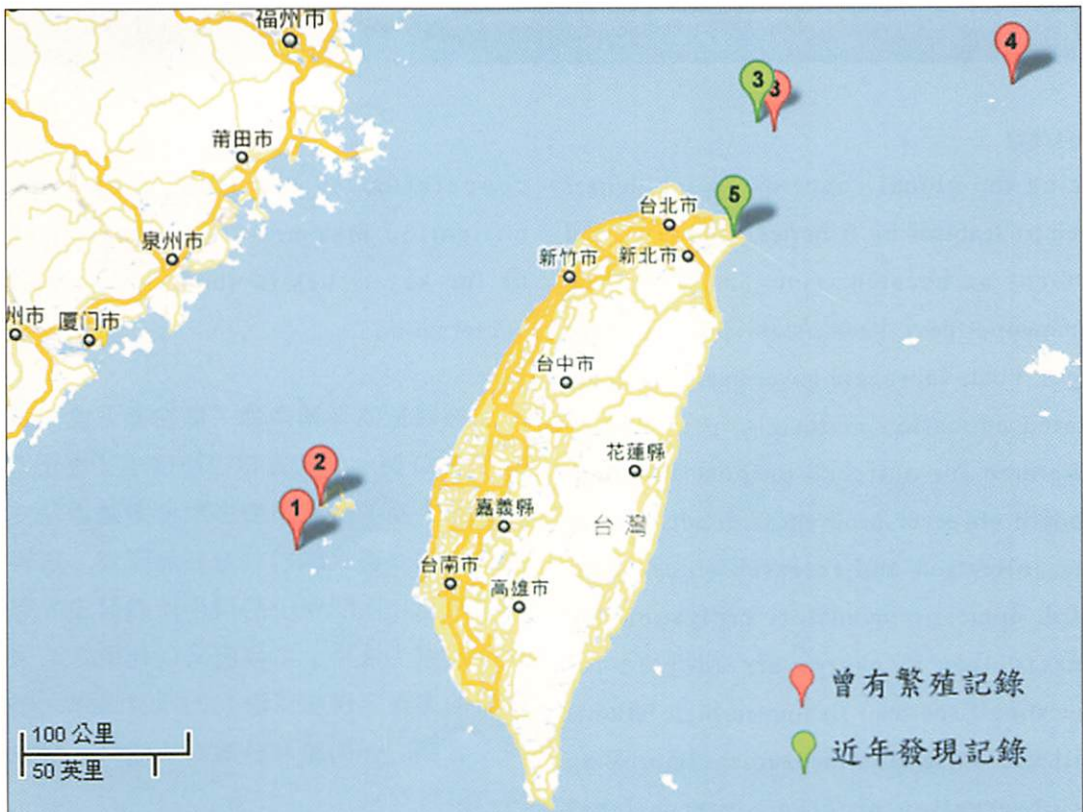 福州市
4
3
3
莆田市
5
台北市
泉州市
新竹市
新北市
州市
厦门市
台中市
2
花蓮縣
1
嘉義縣
台灣
台南市
高雄市
曾有繁殖記錄
100 公里
近年發現記錄
50 英里